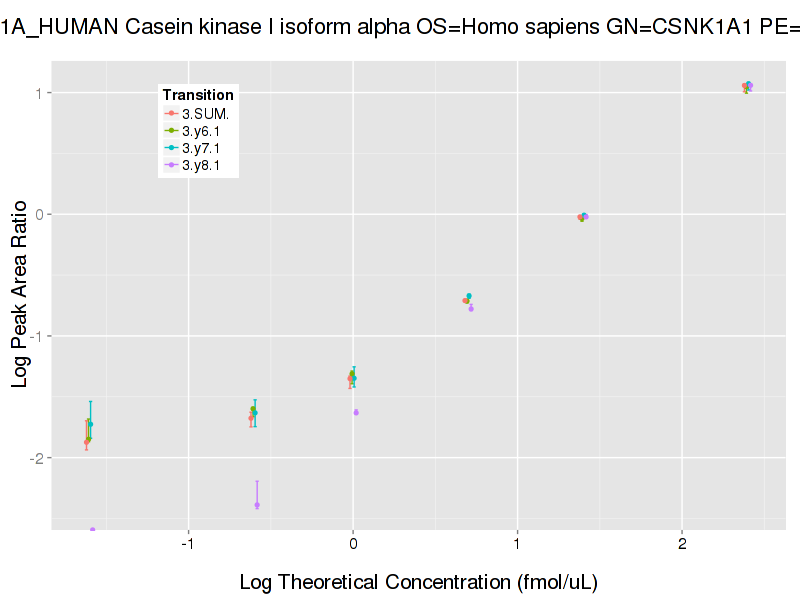 1A_HUMAN Casein kinase I isoform alpha OS=Homo sapiens GN=CSNK1A1 PE=
Transition
3.SUM.
3.y6.1
3.y7.1
3.y8.1
1
0
-1
-2
Log Peak Area Ratio
-1
0
1
2
Log Theoretical Concentration (fmol/uL)